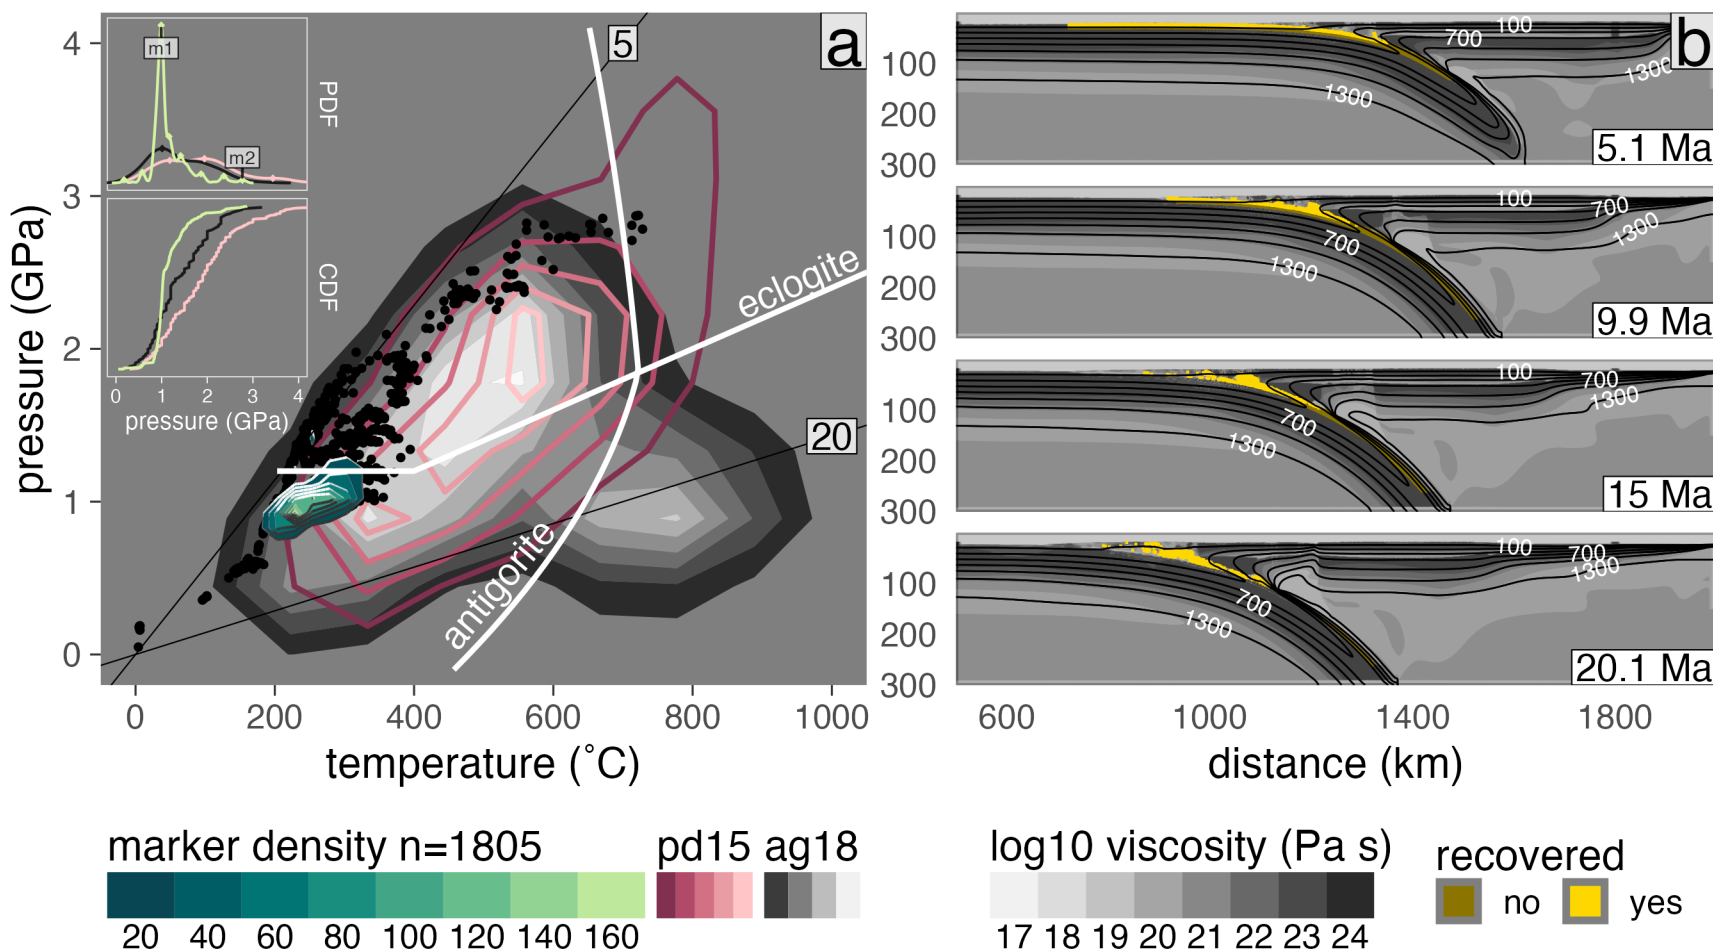 a
5
20
m1
m2
PDF
CDF
0 1 2 3 4
pressure (GPa)
eclogite
antigorite
4
3
2
1
0
pressure (GPa)
0 200 400 600 800 1000
temperature (˚C)
b
100
700
1300
1300
5.1 Ma
100
200
300
100
700
1300
700
1300
9.9 Ma
100
200
300
100
700
1300
700
1300
15 Ma
100
200
300
100
700
1300
700
1300
20.1 Ma
100
200
300
600 1000 1400 1800
distance (km)
marker density n=1805
20 40 60 80 100 120 140 160
pd15 ag18
log10 viscosity (Pa s)
17 18 19 20 21 22 23 24
recovered
no yes